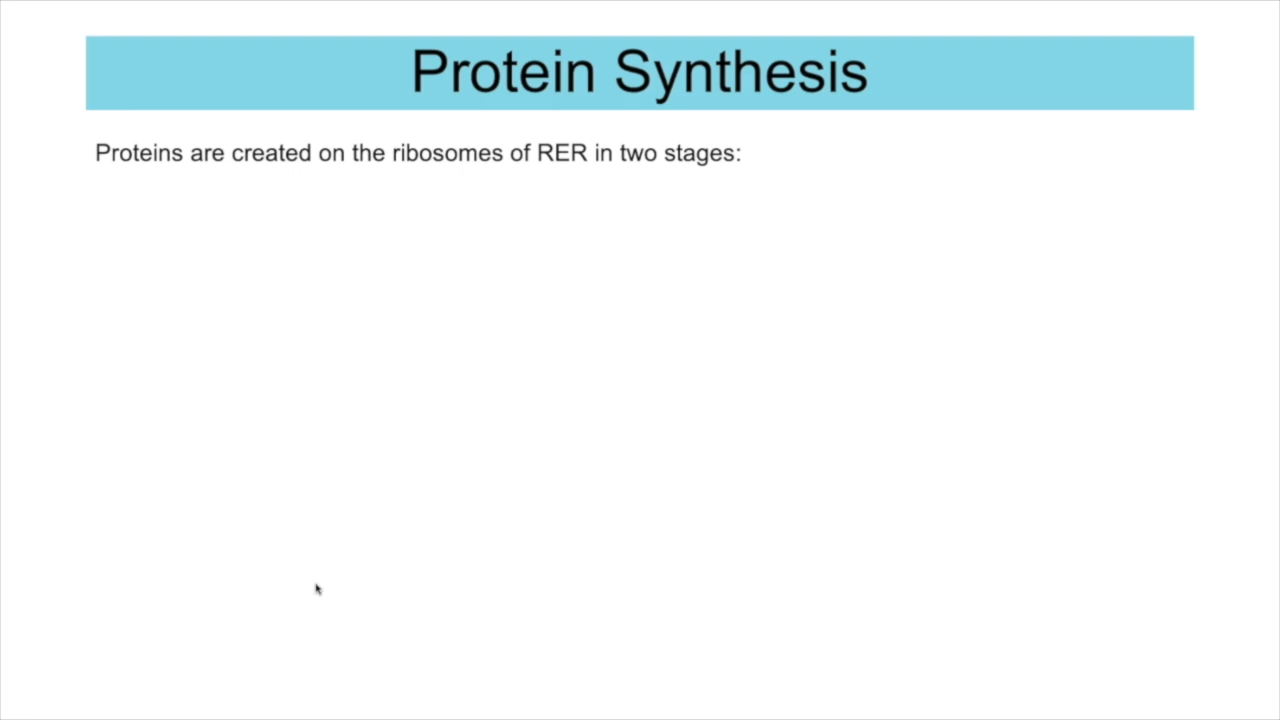 Protein Synthesis
Proteins are created on the ribosomes of RER in two stages: